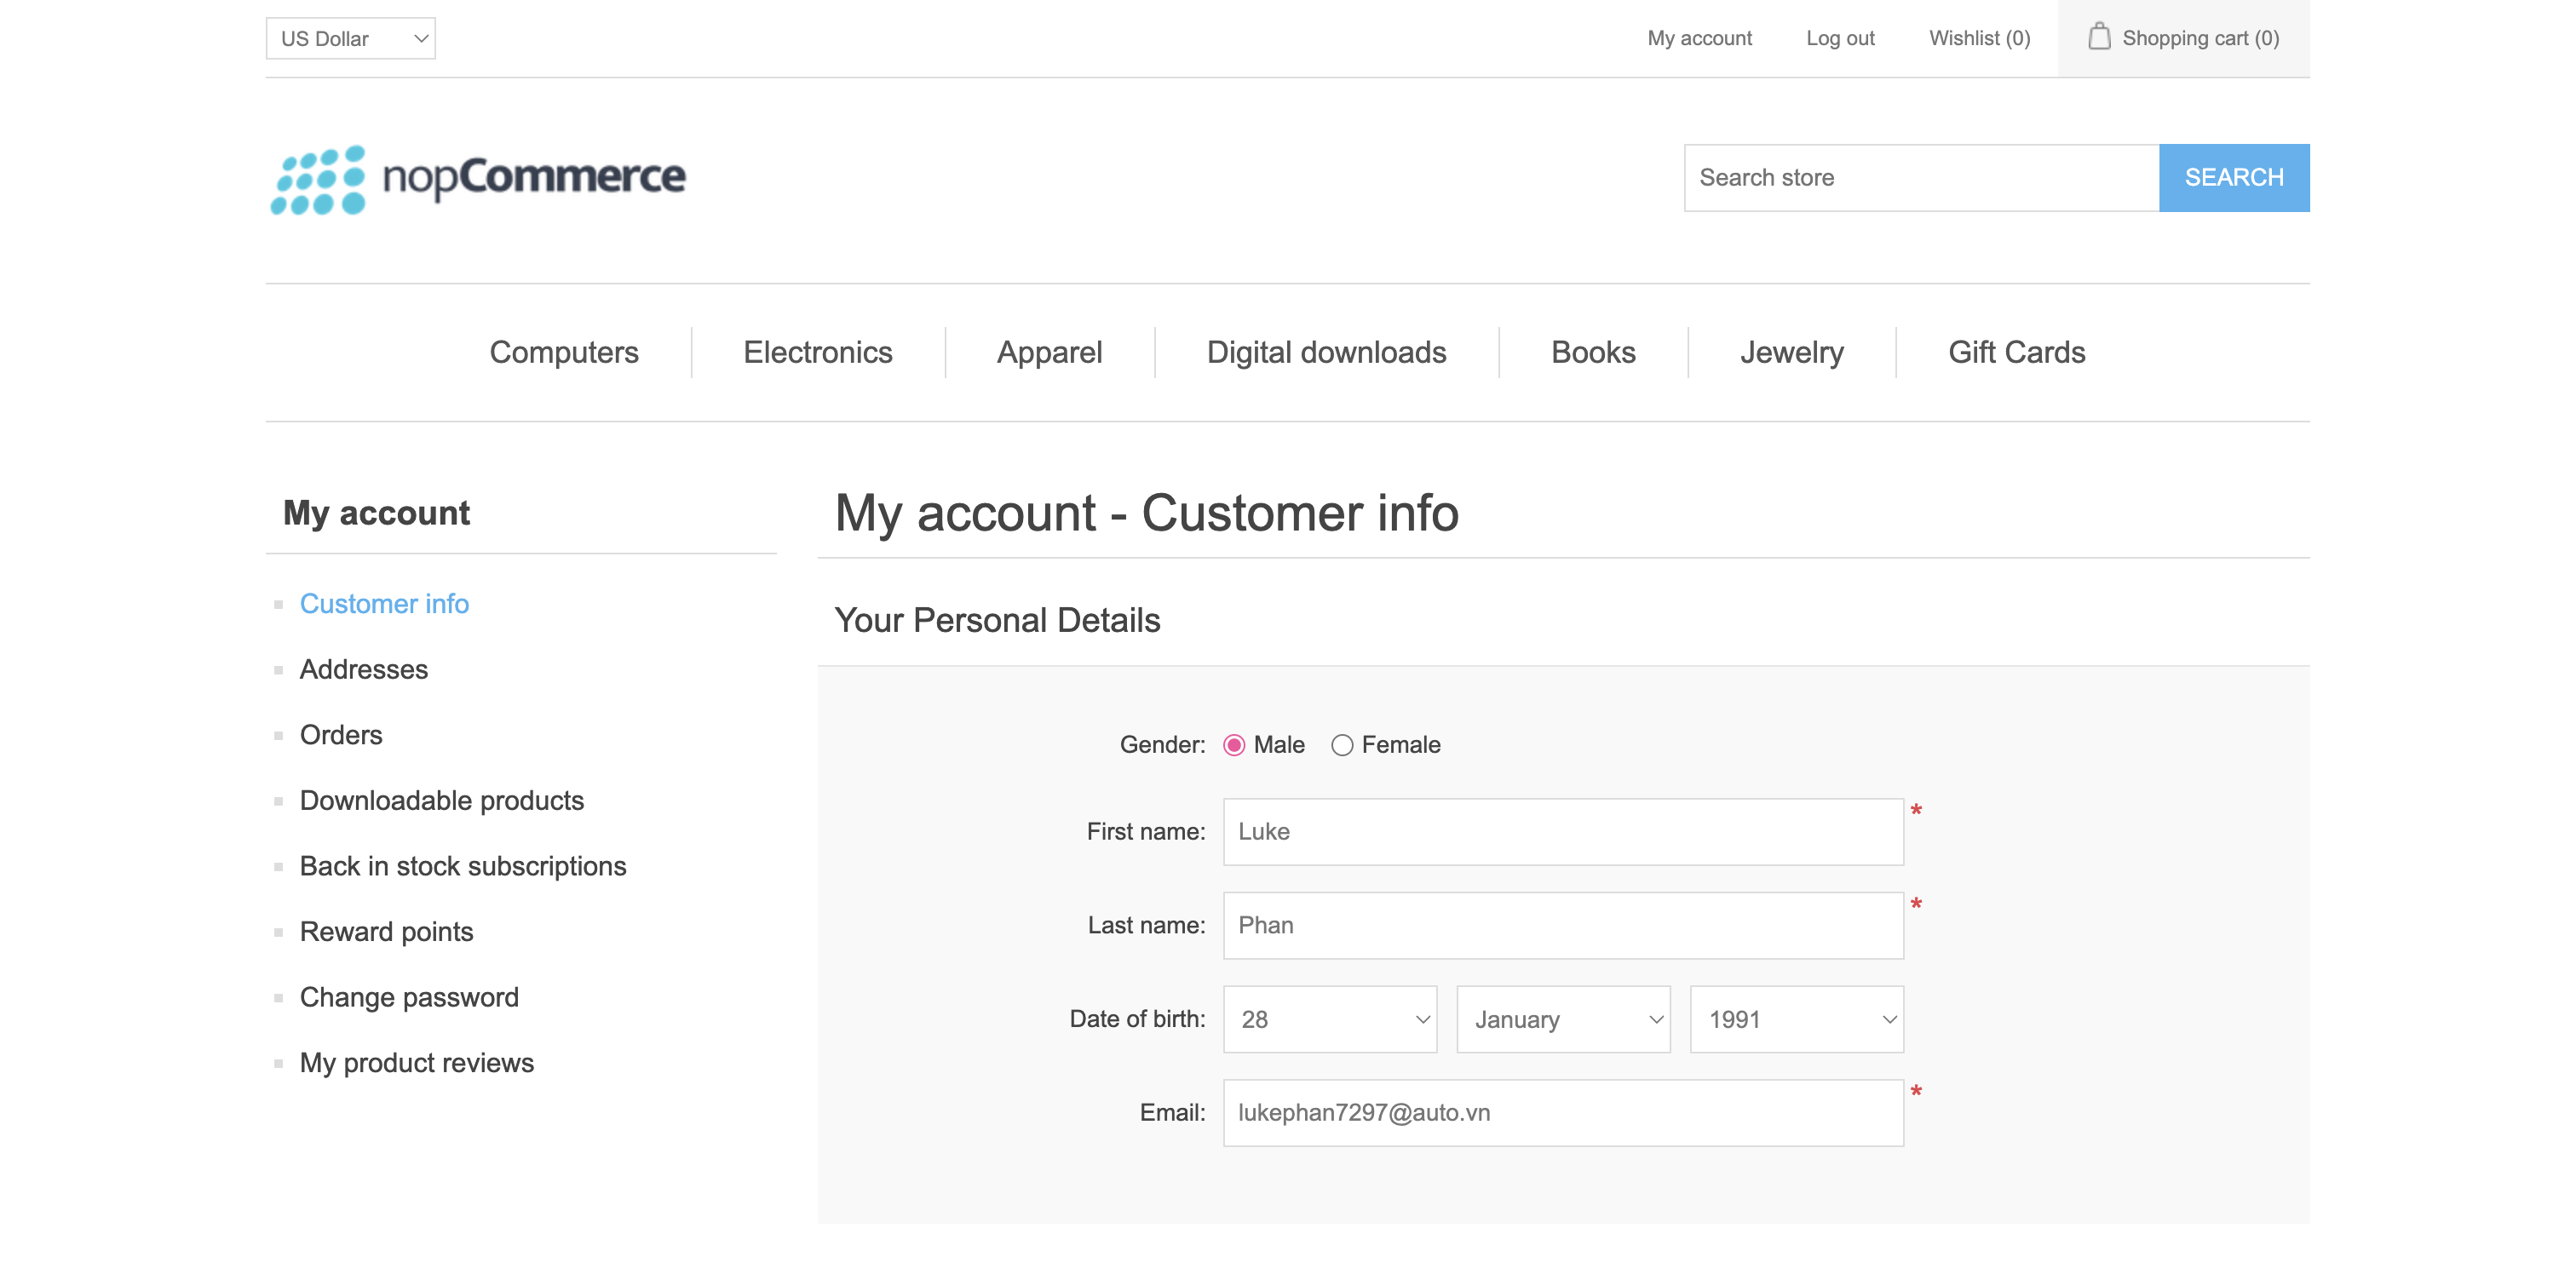 US Dollar
My account
Log out
Wishlist (0)
Shopping cart (0)
nopCommerce
Search store
SEARCH
Computers
Electronics
Apparel
Digital downloads
Books
Jewelry
Gift Cards
My account
Customer info
Addresses
Orders
Downloadable products
Back in stock subscriptions
Reward points
Change password
My product reviews
My account - Customer info
Your Personal Details
Gender: Male Female
First name: Luke *
Last name: Phan *
Date of birth: 28 January 1991
Email: lukephan7297@auto.vn *